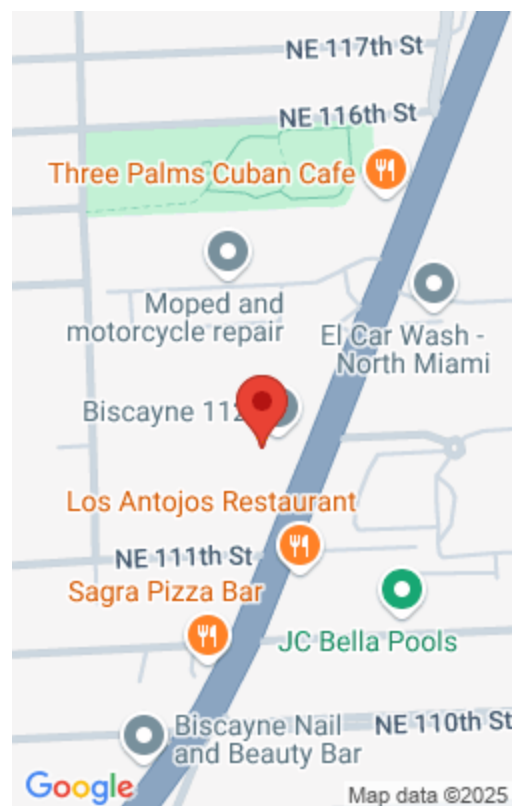 NE 117th St
NE 116th St
Three Palms Cuban Cafe
Moped and
motorcycle repair
El Car Wash -
North Miami
Biscayne 112
Los Antojos Restaurant
NE 111th St
Sagra Pizza Bar
JC Bella Pools
Biscayne Nail
and Beauty Bar
NE 110th St
Google
Map data ©2025